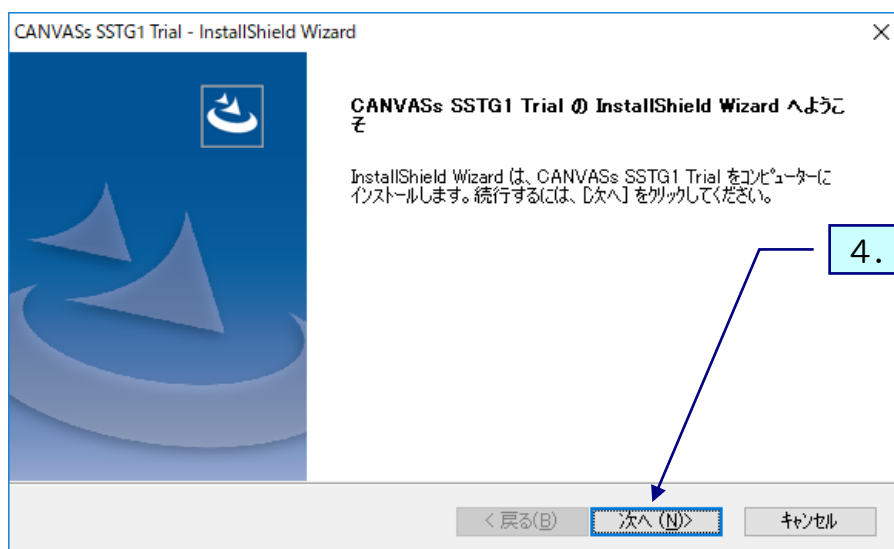 CANVASs SSTG1 Trial - InstallShield Wizard
CANVASs SSTG1 Trial の InstallShield Wizard へようこ
そ
InstallShield Wizard は、CANVASs SSTG1 Trial をコンピューターに
インストールします。続行するには、[次へ] をクリックしてください。
4.
< 戻る(B)
次へ (N)>
キャンセル